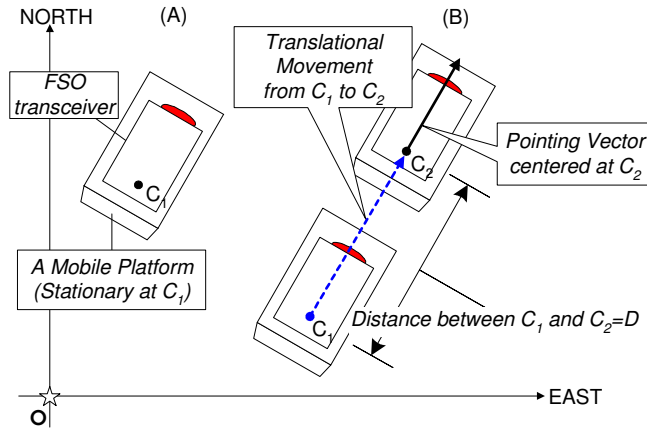 NORTH
(A)
(B)
FSO
transceiver
Translational
Movement
from C₁ to C₂
Pointing Vector
centered at C₂
C₁
C₂
A Mobile Platform
(Stationary at C₁)
C₁
Distance between C₁ and C₂=D
EAST
O